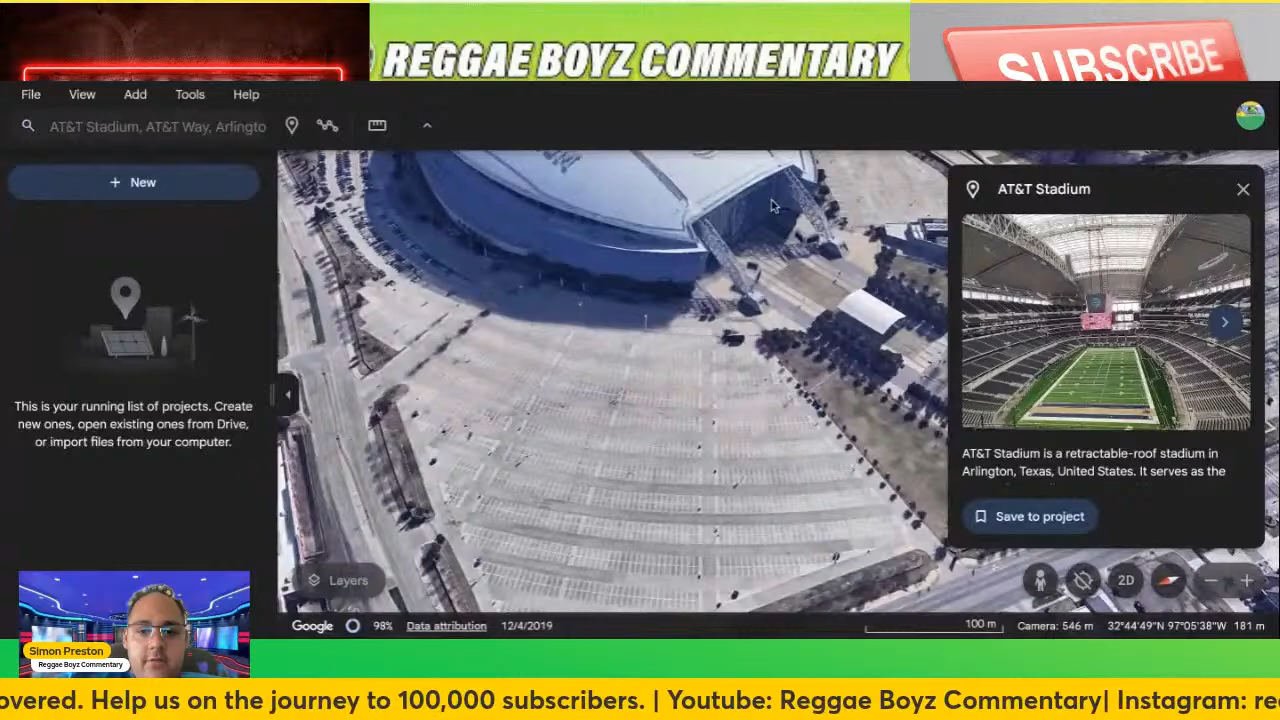 REGGAE BOYZ COMMENTARY
SUBSCRIBE
File View Add Tools Help
AT&T Stadium, AT&T Way, Arlingto
+ New
This is your running list of projects. Create
new ones, open existing ones from Drive,
or import files from your computer.
AT&T Stadium
AT&T Stadium is a retractable-roof stadium in
Arlington, Texas, United States. It serves as the
Save to project
Layers
2D
Google 98% Data attribution 12/4/2019 100 m Camera: 546 m 32°44'49"N 97°05'38"W 181 m
Simon Preston
Reggae Boyz Commentary
overed. Help us on the journey to 100,000 subscribers. | Youtube: Reggae Boyz Commentary| Instagram: re